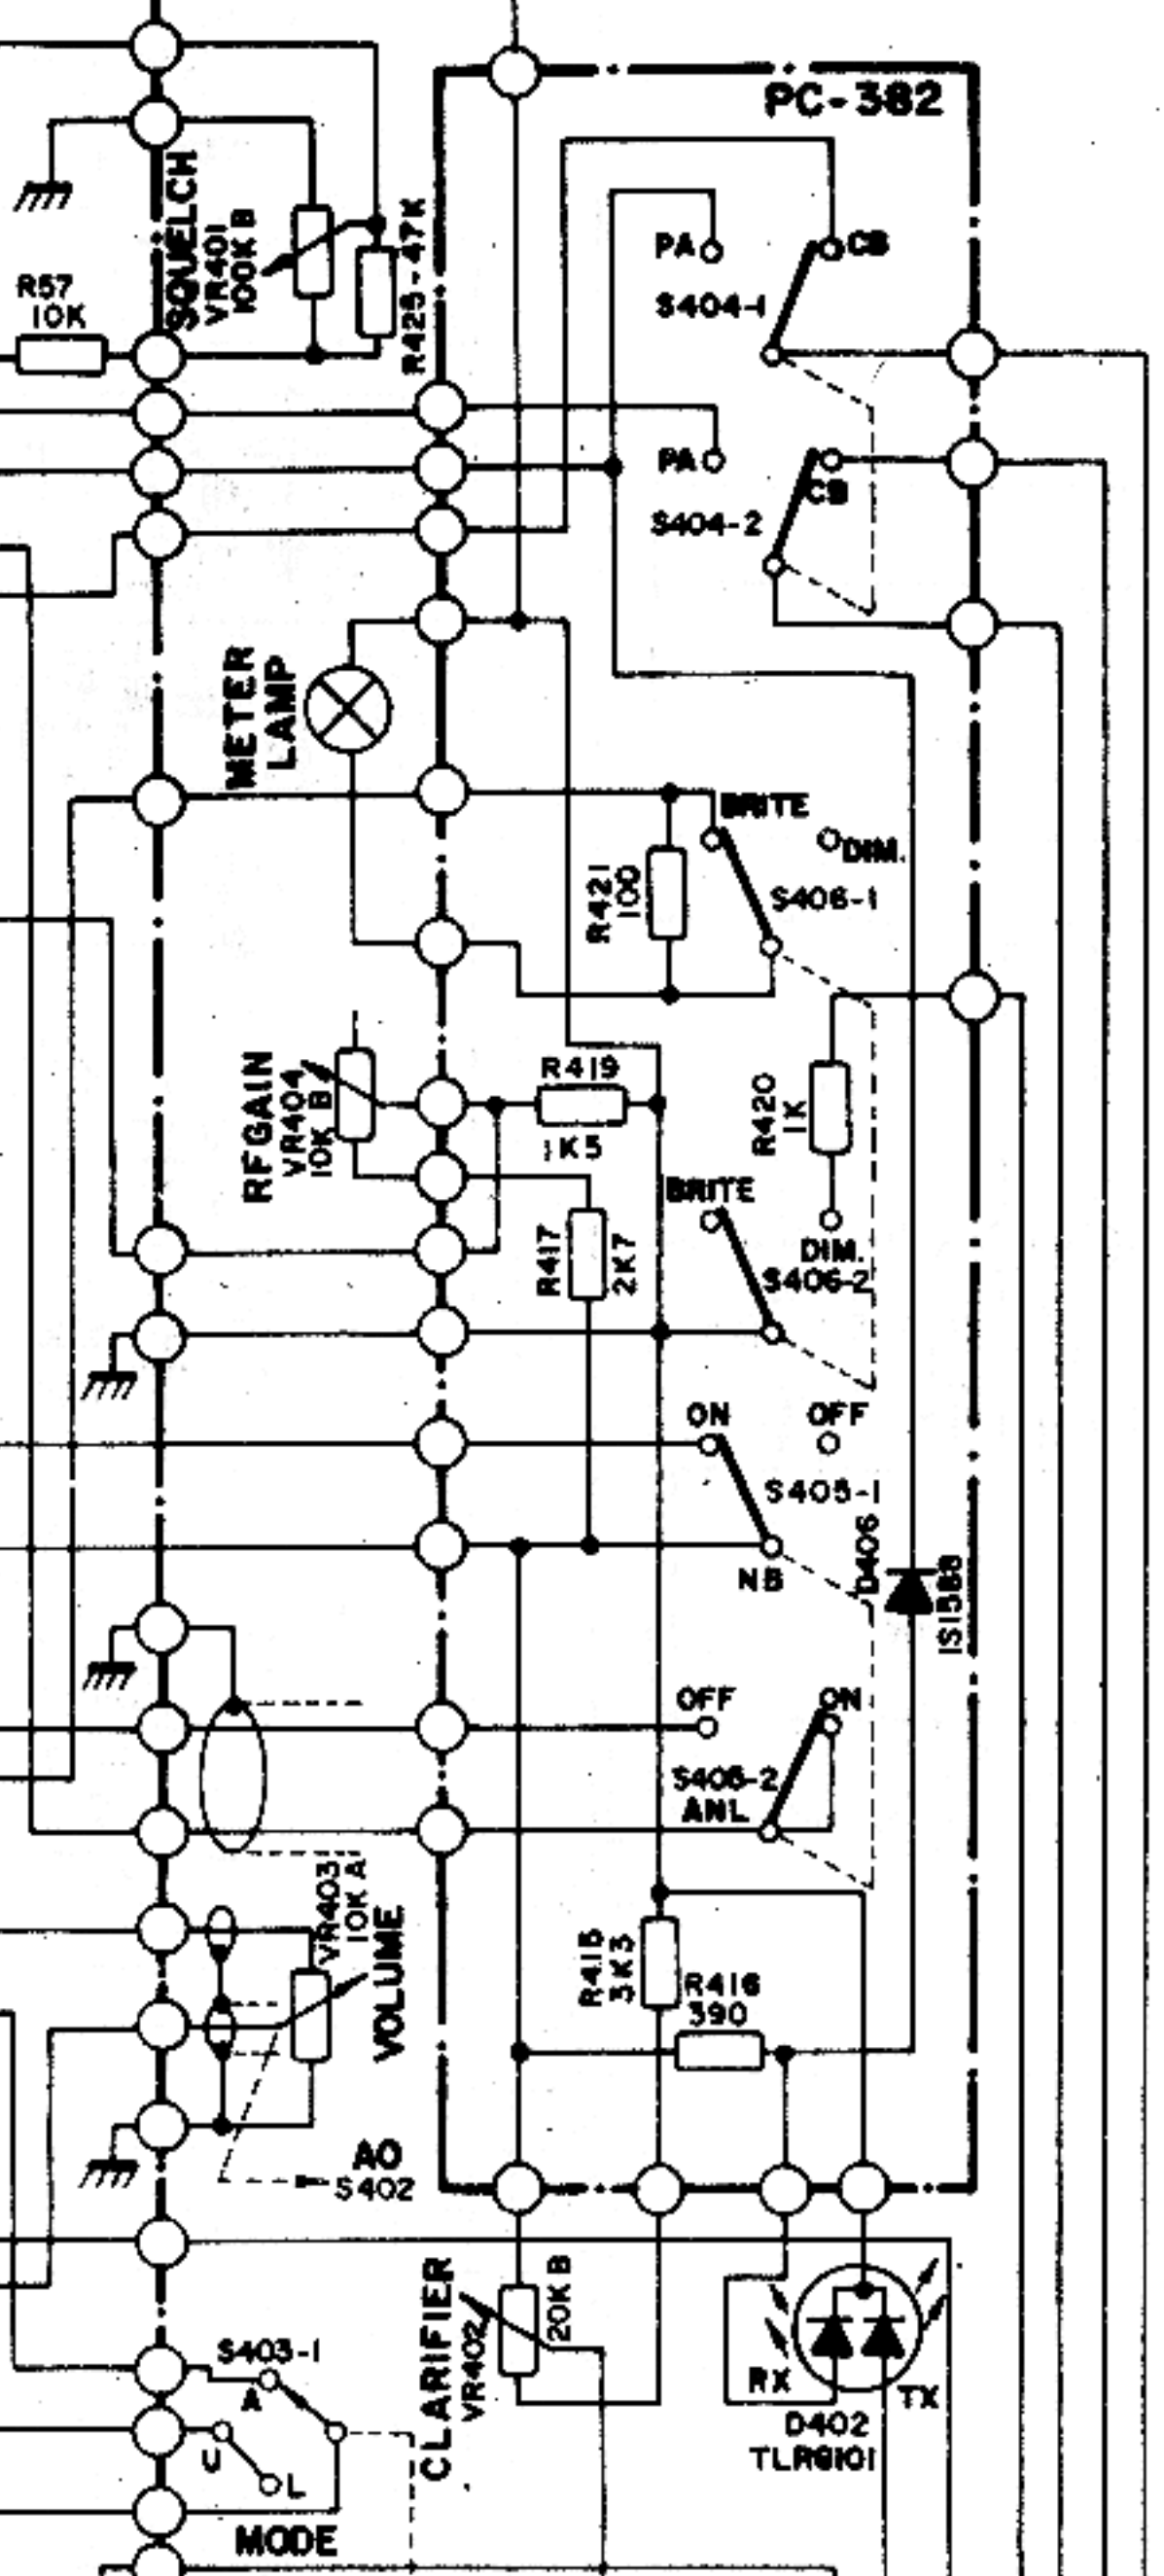 PC-382
SQUELCH
VR401
100K B
R425-47K
R57
10K
PA
CB
S404-1
PA
CB
S404-2
METER
LAMP
BRITE
DIM.
R421
100
S406-1
RFGAIN
VR404
10K B
R419
1K5
R420
1K
BRITE
R417
2K7
DIM.
S406-2
ON
OFF
S405-1
NB
D406
IS1588
OFF
ON
S405-2
ANL
VR403
10K A
VOLUME
R415
3K3
R416
390
AO
S402
CLARIFIER
VR402
20K B
S403-1
A
U
L
MODE
RX
TX
D402